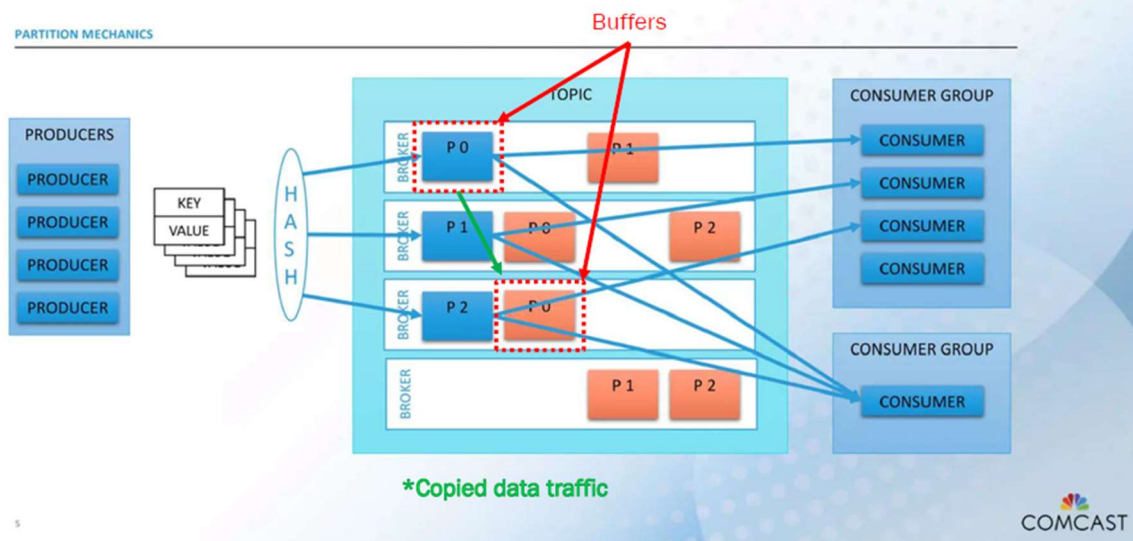 Buffers
PARTITION MECHANICS
PRODUCERS
PRODUCER
PRODUCER
PRODUCER
PRODUCER
KEY
VALUE
HASH
TOPIC
BROKER
P 0
P 1
BROKER
P 1
P 0
P 2
BROKER
P 2
P 0
BROKER
P 1
P 2
CONSUMER GROUP
CONSUMER
CONSUMER
CONSUMER
CONSUMER
CONSUMER GROUP
CONSUMER
*Copied data traffic
5
COMCAST